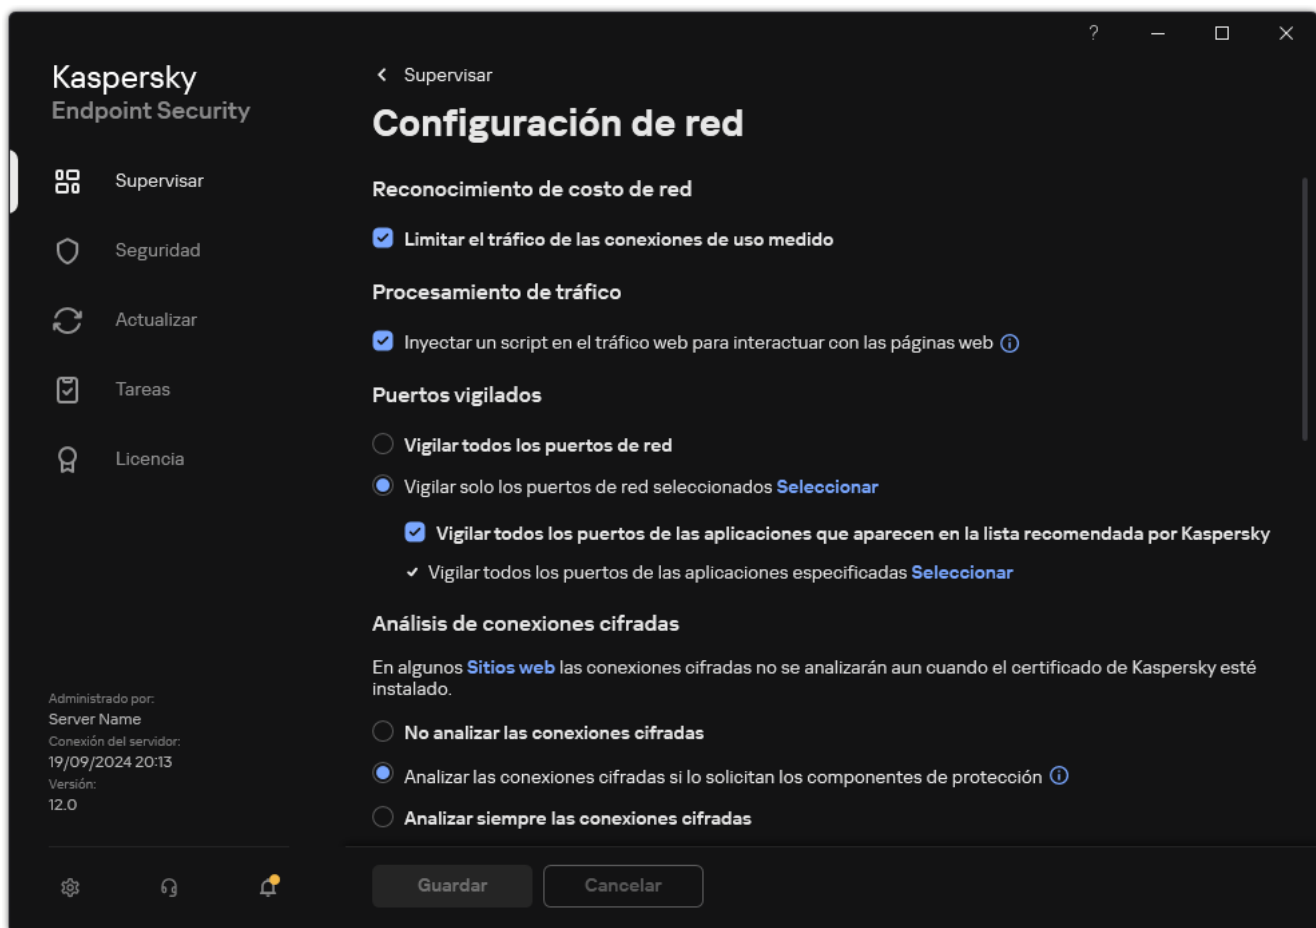 ?
Kaspersky
Endpoint Security
Supervisar
Seguridad
Actualizar
Tareas
Licencia
Administrado por:
Server Name
Conexión del servidor:
19/09/2024 20:13
Versión:
12.0
Supervisar
Configuración de red
Reconocimiento de costo de red
Limitar el tráfico de las conexiones de uso medido
Procesamiento de tráfico
Inyectar un script en el tráfico web para interactuar con las páginas web
Puertos vigilados
Vigilar todos los puertos de red
Vigilar solo los puertos de red seleccionados Seleccionar
Vigilar todos los puertos de las aplicaciones que aparecen en la lista recomendada por Kaspersky
Vigilar todos los puertos de las aplicaciones especificadas Seleccionar
Análisis de conexiones cifradas
En algunos Sitios web las conexiones cifradas no se analizarán aun cuando el certificado de Kaspersky esté
instalado.
No analizar las conexiones cifradas
Analizar las conexiones cifradas si lo solicitan los componentes de protección
Analizar siempre las conexiones cifradas
Guardar
Cancelar